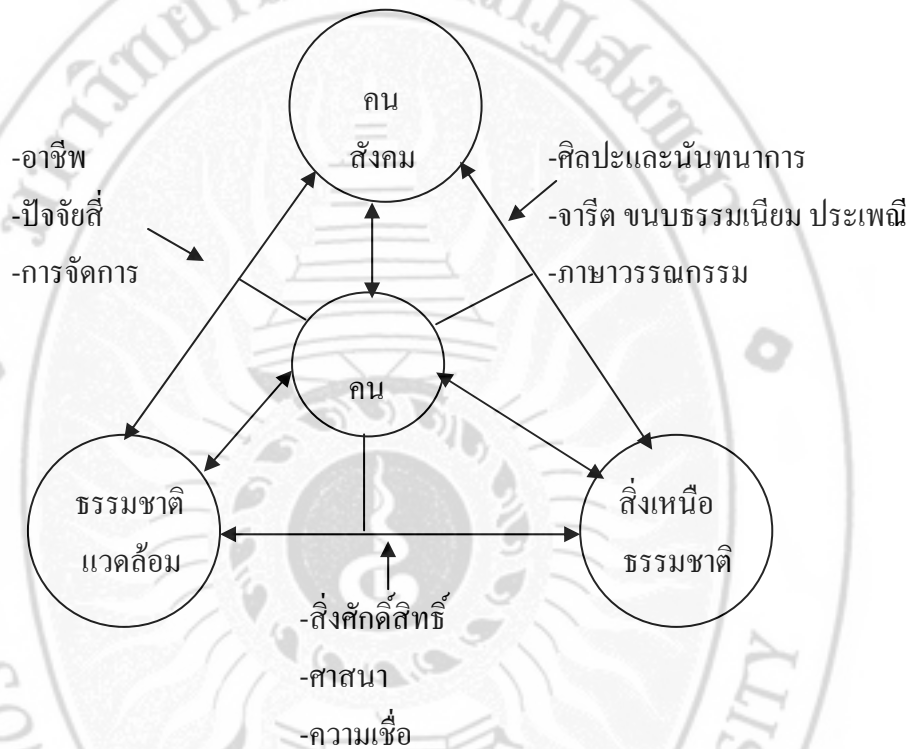 คน
สังคม
-อาชีพ
-ปัจจัยสี่
-การจัดการ
-ศิลปะและนันทนาการ
-จารีต ขนบธรรมเนียม ประเพณี
-ภาษาวรรณกรรม
คน
ธรรมชาติ
แวดล้อม
สิ่งเหนือ
ธรรมชาติ
-สิ่งศักดิ์สิทธิ์
-ศาสนา
-ความเชื่อ